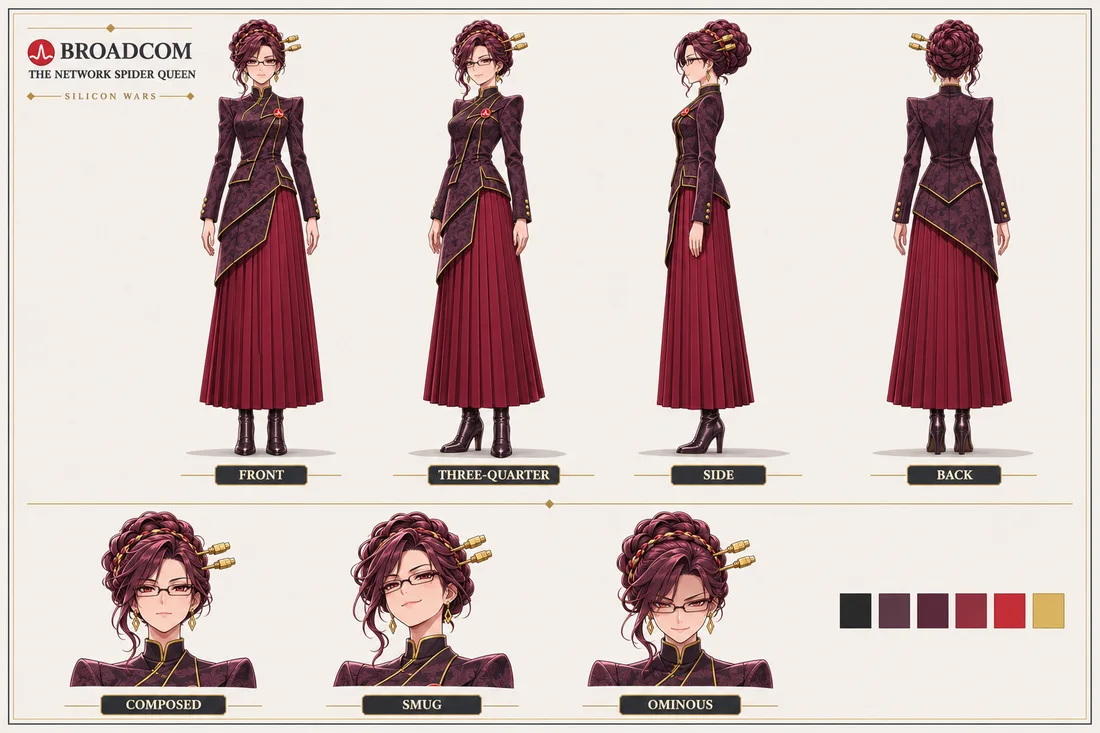 BROADCOM
THE NETWORK SPIDER QUEEN
SILICON WARS
FRONT
THREE-QUARTER
SIDE
BACK
COMPOSED
SMUG
OMINOUS